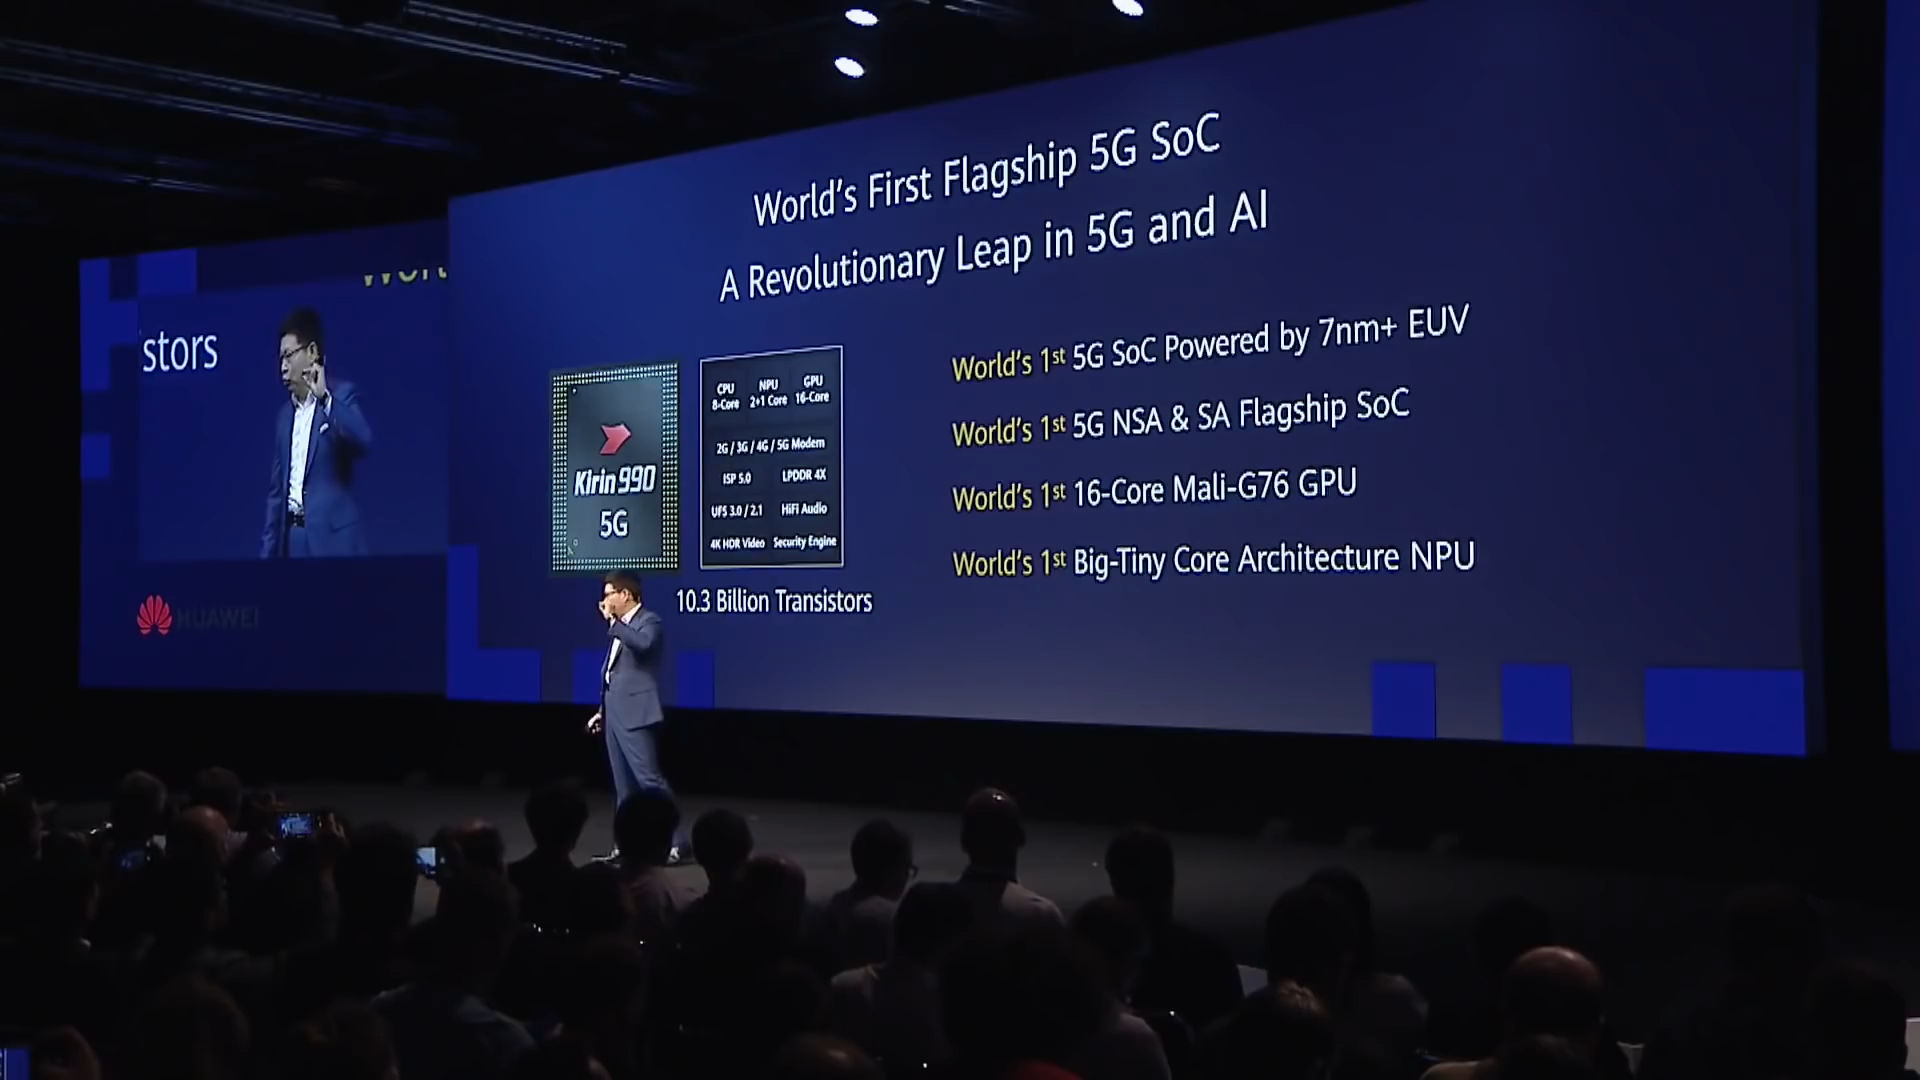 World's First Flagship 5G SoC
A Revolutionary Leap in 5G and AI
stors
HUAWEI
Kirin 990
5G
CPU
8-Core
NPU
2+1 Core
GPU
16-Core
2G / 3G / 4G / 5G Modem
ISP 5.0
LPDDR 4X
UFS 3.0 / 2.1
HiFi Audio
4K HDR Video
Security Engine
10.3 Billion Transistors
World's 1st 5G SoC Powered by 7nm+ EUV
World's 1st 5G NSA & SA Flagship SoC
World's 1st 16-Core Mali-G76 GPU
World's 1st Big-Tiny Core Architecture NPU